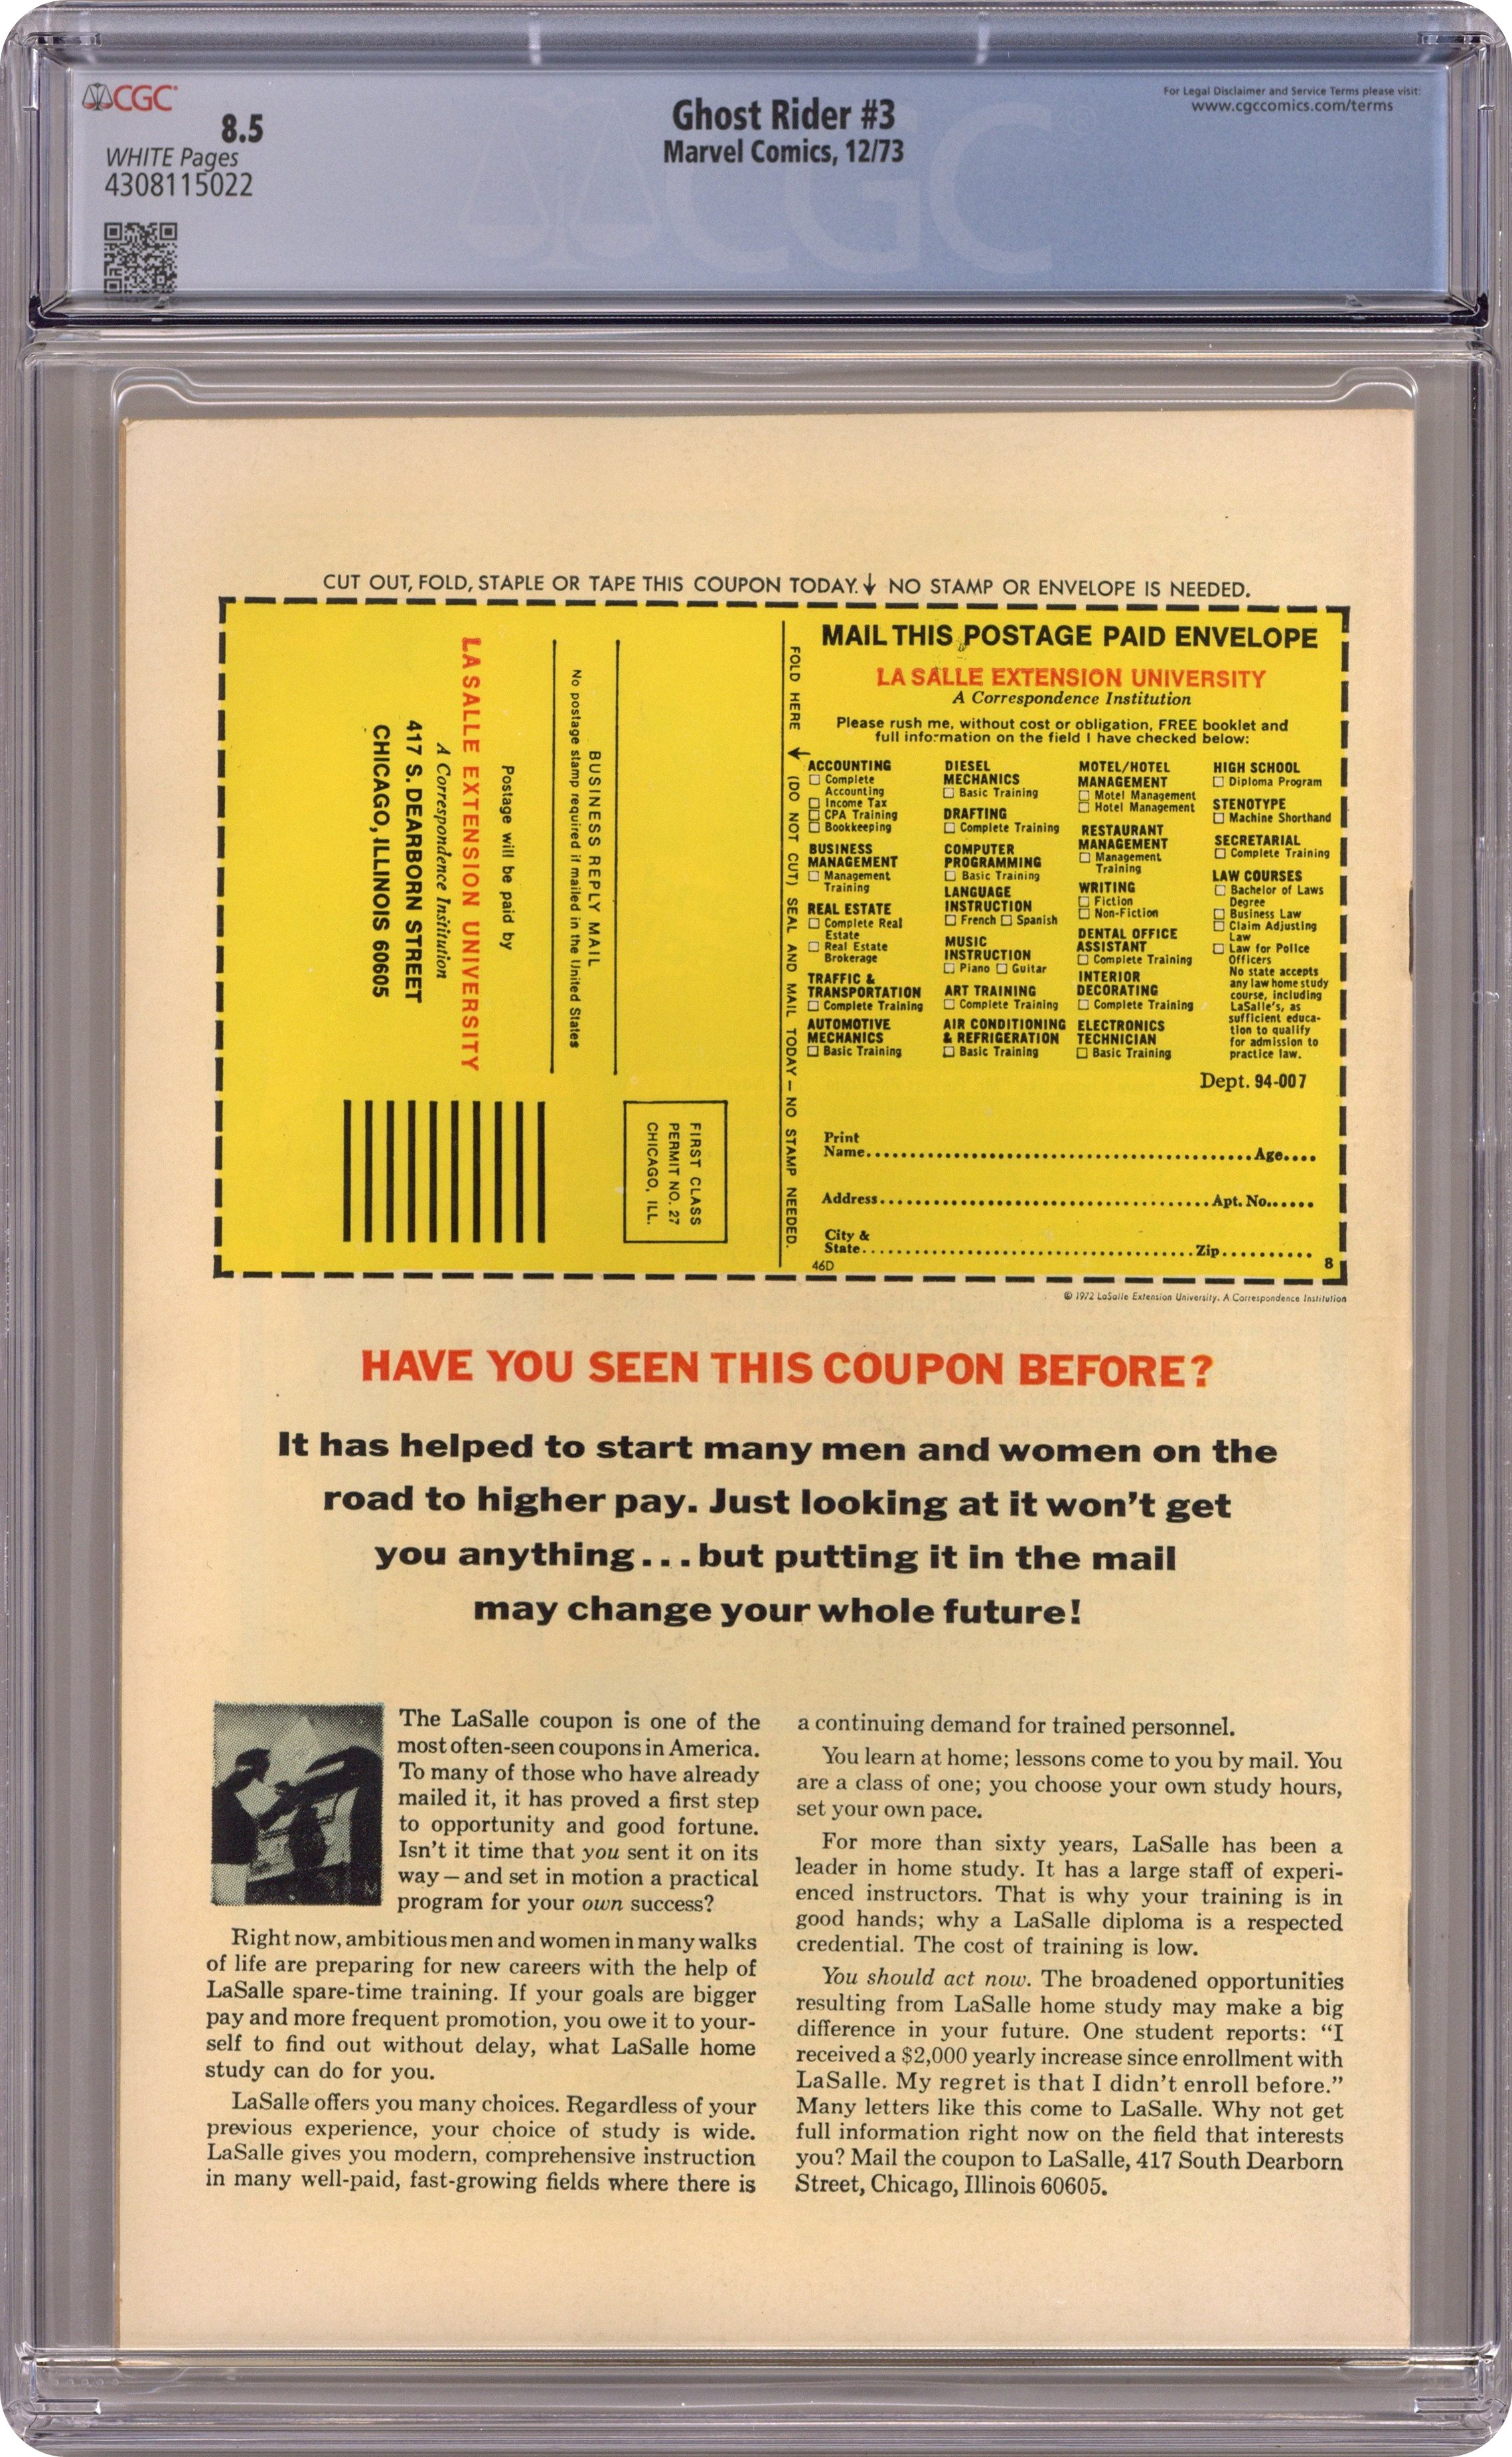 CGC
8.5
WHITE Pages
4308115022
Ghost Rider #3
Marvel Comics, 12/73
For Legal Disclaimer and Service Terms please visit:
www.cgccomics.com/terms
CGC
CUT OUT, FOLD, STAPLE OR TAPE THIS COUPON TODAY. ↓ NO STAMP OR ENVELOPE IS NEEDED.
FIRST CLASS
PERMIT NO. 27
CHICAGO, ILL.
BUSINESS REPLY MAIL
No postage stamp required if mailed in the United States
Postage will be paid by
LA SALLE EXTENSION UNIVERSITY
A Correspondence Institution
417 S. DEARBORN STREET
CHICAGO, ILLINOIS 60605
FOLD HERE → (DO NOT CUT) SEAL AND MAIL TODAY — NO STAMP NEEDED.
MAIL THIS POSTAGE PAID ENVELOPE
LA SALLE EXTENSION UNIVERSITY
A Correspondence Institution
Please rush me, without cost or obligation, FREE booklet and
full information on the field I have checked below:
ACCOUNTING
☐ Complete
Accounting
☐ Income Tax
☐ CPA Training
☐ Bookkeeping
BUSINESS
MANAGEMENT
☐ Management
Training
REAL ESTATE
☐ Complete Real
Estate
☐ Real Estate
Brokerage
TRAFFIC &
TRANSPORTATION
☐ Complete Training
AUTOMOTIVE
MECHANICS
☐ Basic Training
DIESEL
MECHANICS
☐ Basic Training
DRAFTING
☐ Complete Training
COMPUTER
PROGRAMMING
☐ Basic Training
LANGUAGE
INSTRUCTION
☐ French ☐ Spanish
MUSIC
INSTRUCTION
☐ Piano ☐ Guitar
ART TRAINING
☐ Complete Training
AIR CONDITIONING
& REFRIGERATION
☐ Basic Training
MOTEL/HOTEL
MANAGEMENT
☐ Motel Management
☐ Hotel Management
RESTAURANT
MANAGEMENT
☐ Management
Training
WRITING
☐ Fiction
☐ Non-Fiction
DENTAL OFFICE
ASSISTANT
☐ Complete Training
INTERIOR
DECORATING
☐ Complete Training
ELECTRONICS
TECHNICIAN
☐ Basic Training
HIGH SCHOOL
☐ Diploma Program
STENOTYPE
☐ Machine Shorthand
SECRETARIAL
☐ Complete Training
LAW COURSES
☐ Bachelor of Laws
Degree
☐ Business Law
☐ Claim Adjusting
Law
☐ Law for Police
Officers
No state accepts
any law home study
course, including
LaSalle's, as
sufficient educa-
tion to qualify
for admission to
practice law.
Dept. 94-007
Print
Name..........Age....
Address..........Apt. No......
City &
State..........Zip..........
46D 8
© 1972 LaSalle Extension University. A Correspondence Institution
HAVE YOU SEEN THIS COUPON BEFORE?
It has helped to start many men and women on the
road to higher pay. Just looking at it won't get
you anything...but putting it in the mail
may change your whole future!
The LaSalle coupon is one of the
most often-seen coupons in America.
To many of those who have already
mailed it, it has proved a first step
to opportunity and good fortune.
Isn't it time that you sent it on its
way — and set in motion a practical
program for your own success?
Right now, ambitious men and women in many walks
of life are preparing for new careers with the help of
LaSalle spare-time training. If your goals are bigger
pay and more frequent promotion, you owe it to your-
self to find out without delay, what LaSalle home
study can do for you.
LaSalle offers you many choices. Regardless of your
previous experience, your choice of study is wide.
LaSalle gives you modern, comprehensive instruction
in many well-paid, fast-growing fields where there is
a continuing demand for trained personnel.
You learn at home; lessons come to you by mail. You
are a class of one; you choose your own study hours,
set your own pace.
For more than sixty years, LaSalle has been a
leader in home study. It has a large staff of experi-
enced instructors. That is why your training is in
good hands; why a LaSalle diploma is a respected
credential. The cost of training is low.
You should act now. The broadened opportunities
resulting from LaSalle home study may make a big
difference in your future. One student reports: "I
received a $2,000 yearly increase since enrollment with
LaSalle. My regret is that I didn't enroll before."
Many letters like this come to LaSalle. Why not get
full information right now on the field that interests
you? Mail the coupon to LaSalle, 417 South Dearborn
Street, Chicago, Illinois 60605.